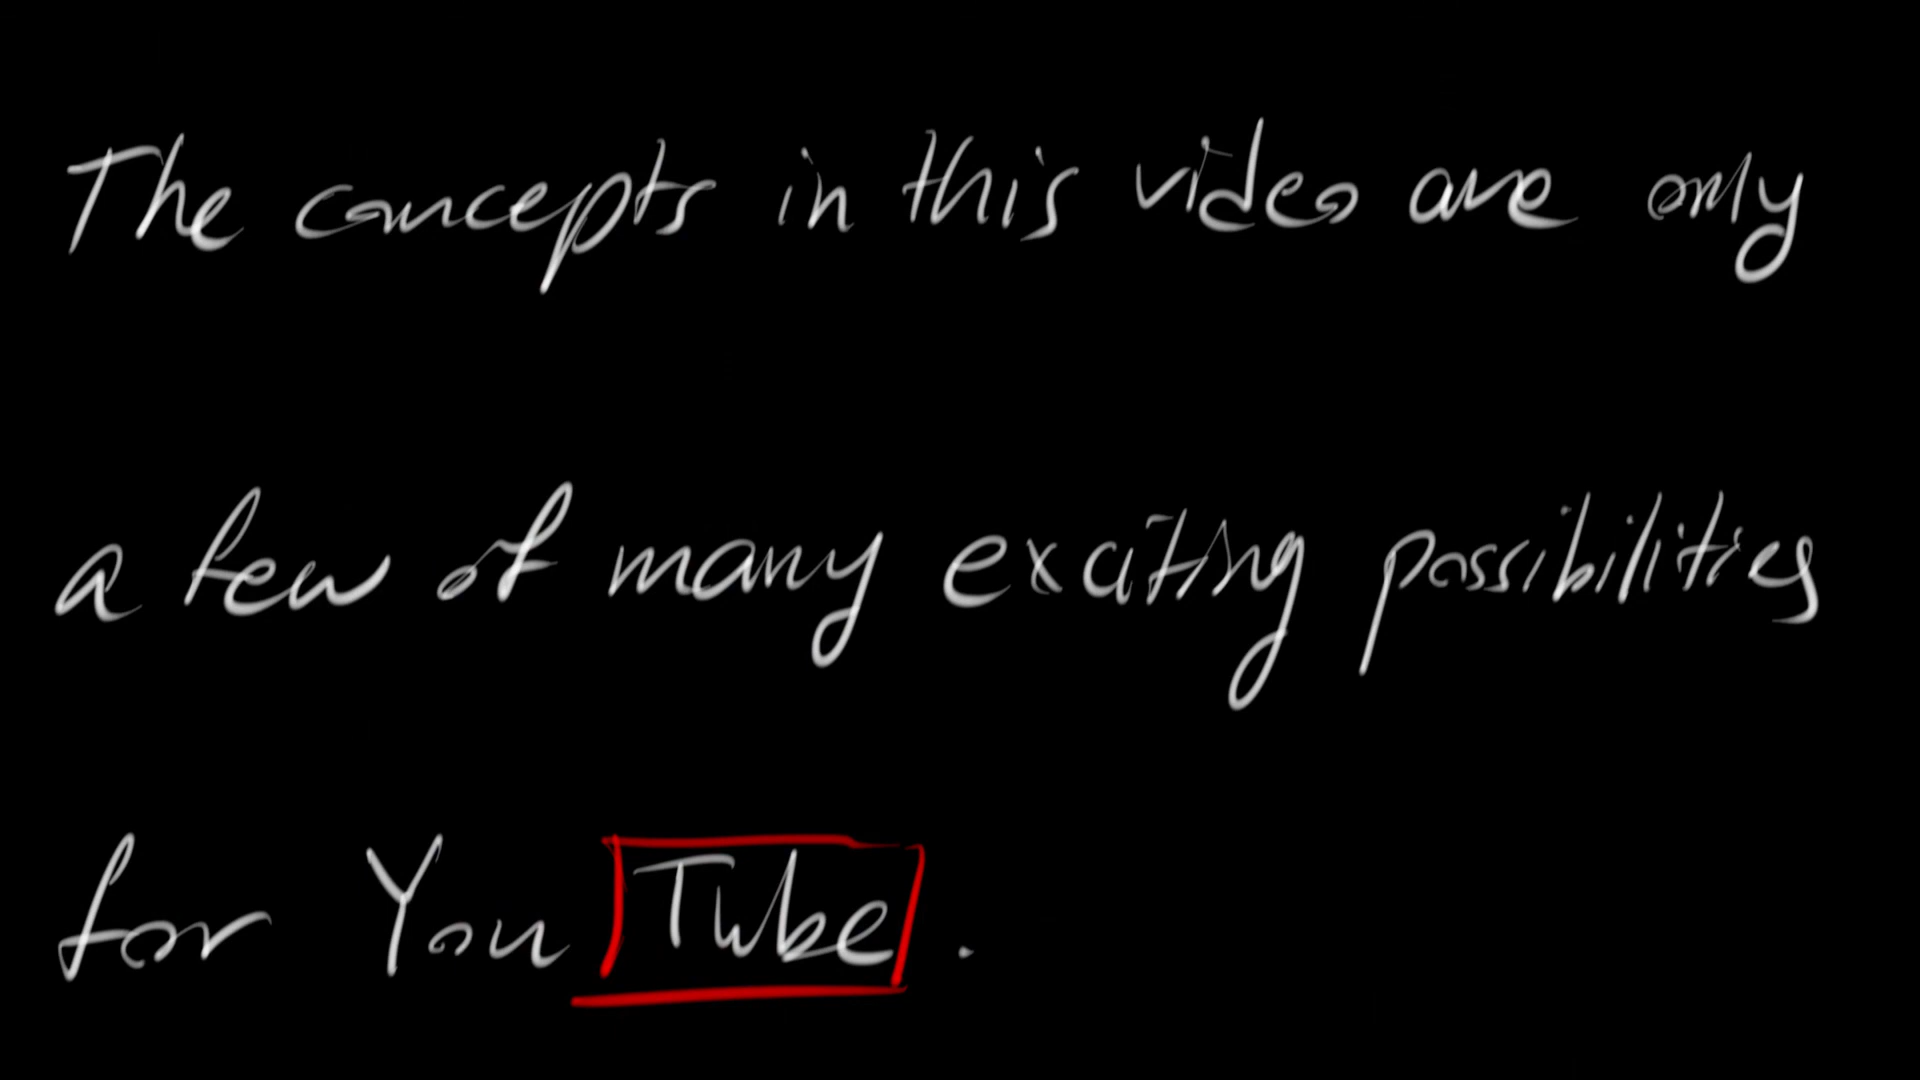 The concepts in this video are only
a few of many exciting possibilities
for YouTube.